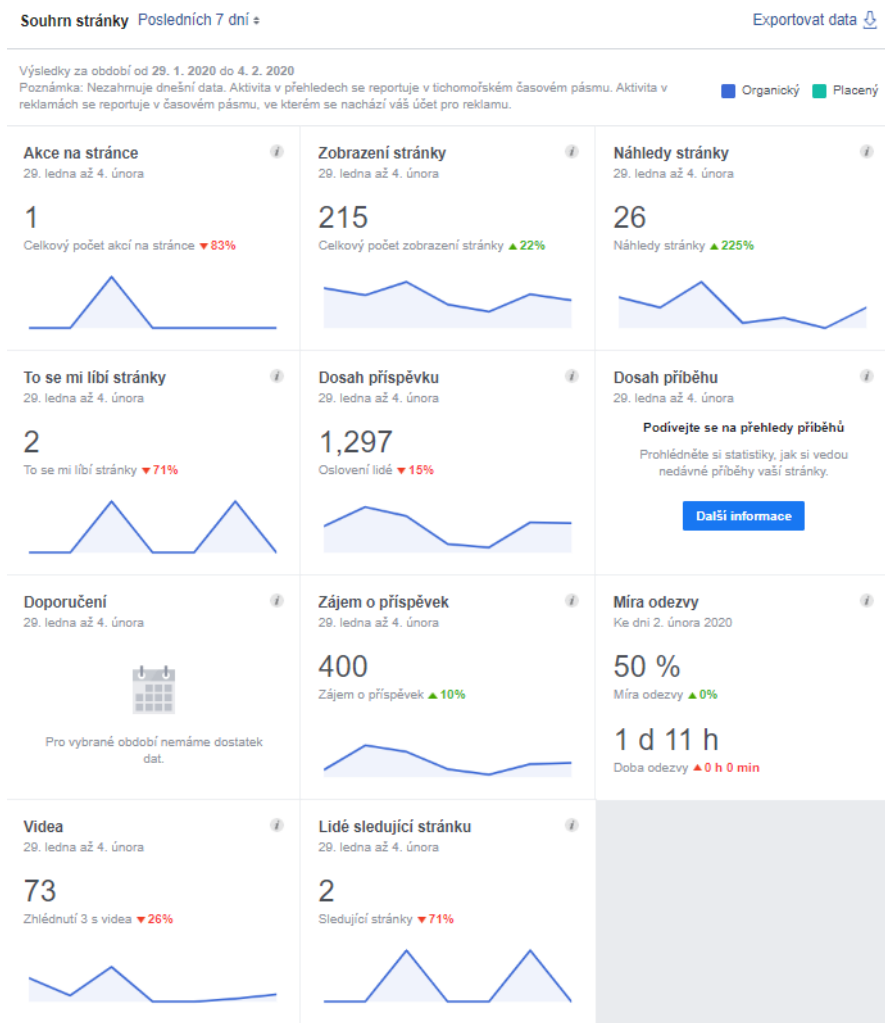 Souhrn stránky Posledních 7 dní
Exportovat data
Výsledky za období od 29. 1. 2020 do 4. 2. 2020
Poznámka: Nezahrnuje dnešní data. Aktivita v přehledech se reportuje v tichomořském časovém pásmu. Aktivita v
reklamách se reportuje v časovém pásmu, ve kterém se nachází váš účet pro reklamu.
Organický Placený
Akce na stránce
29. ledna až 4. února
1
Celkový počet akcí na stránce ▼83%
Zobrazení stránky
29. ledna až 4. února
215
Celkový počet zobrazení stránky ▲22%
Náhledy stránky
29. ledna až 4. února
26
Náhledy stránky ▲225%
To se mi líbí stránky
29. ledna až 4. února
2
To se mi líbí stránky ▼71%
Dosah příspěvku
29. ledna až 4. února
1,297
Oslovení lidé ▼15%
Dosah příběhu
29. ledna až 4. února
Podívejte se na přehledy příběhů
Prohlédněte si statistiky, jak si vedou
nedávné příběhy vaší stránky.
Další informace
Doporučení
29. ledna až 4. února
Pro vybrané období nemáme dostatek
dat.
Zájem o příspěvek
29. ledna až 4. února
400
Zájem o příspěvek ▲10%
Míra odezvy
Ke dni 2. února 2020
50 %
Míra odezvy ▲0%
1 d 11 h
Doba odezvy ▲0 h 0 min
Videa
29. ledna až 4. února
73
Zhlédnutí 3 s videa ▼26%
Lidé sledující stránku
29. ledna až 4. února
2
Sledující stránky ▼71%